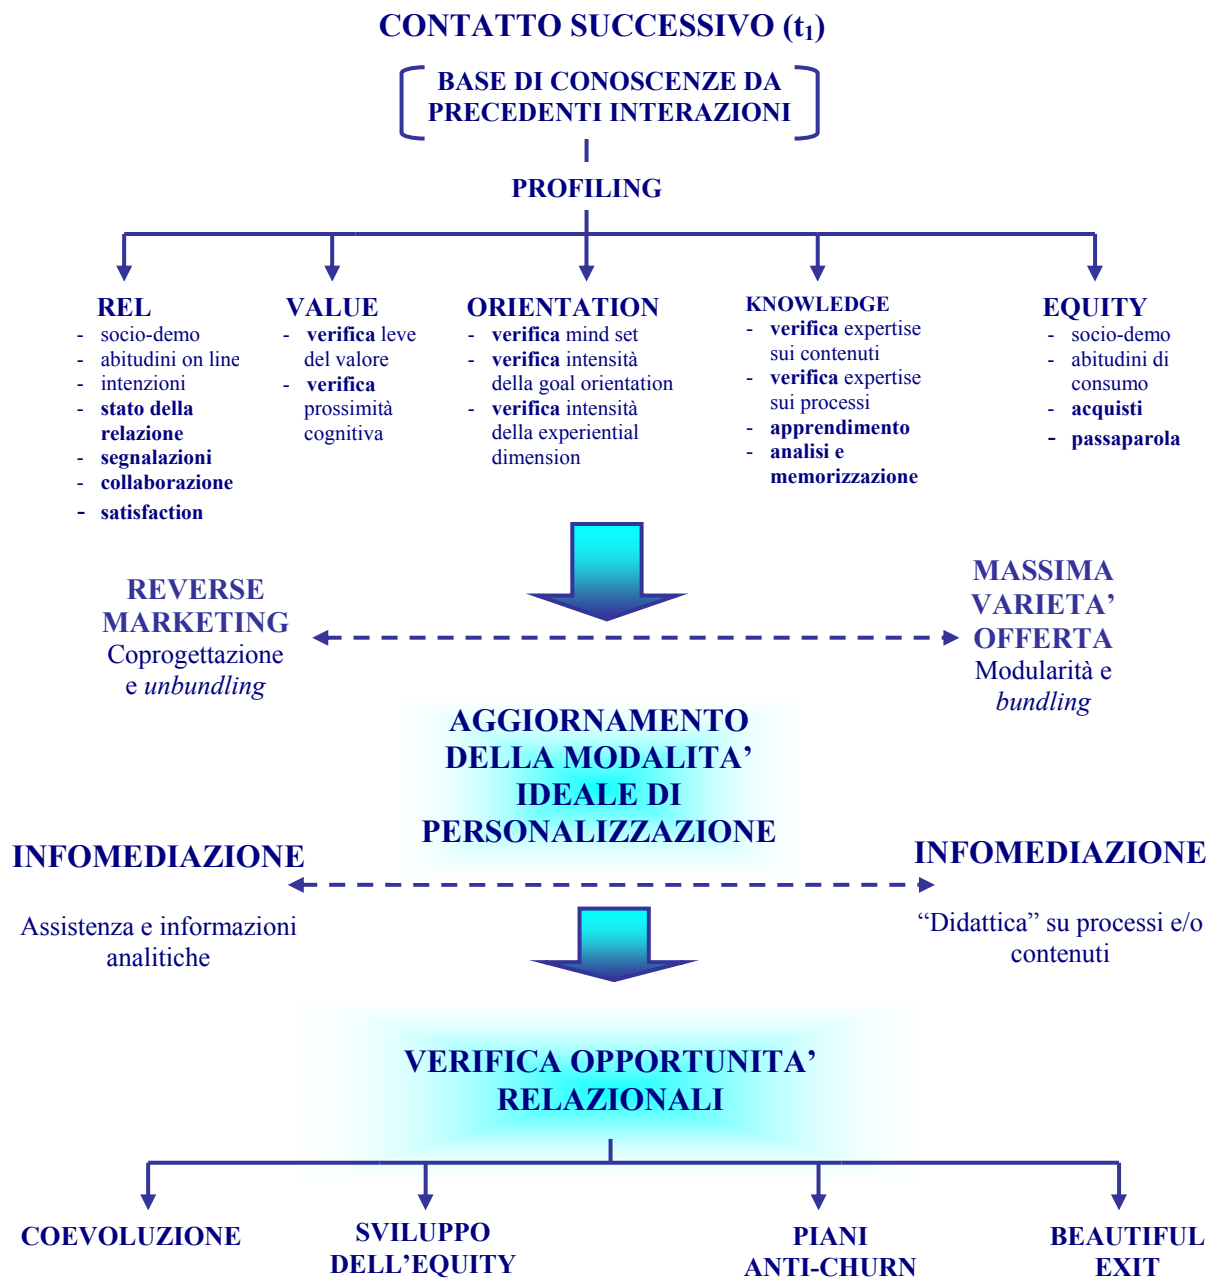 CONTATTO SUCCESSIVO (t1)
BASE DI CONOSCENZE DA
PRECEDENTI INTERAZIONI
PROFILING
REL
- socio-demo
- abitudini on line
- intenzioni
- stato della
relazione
- segnalazioni
- collaborazione
- satisfaction
VALUE
- verifica leve
del valore
- verifica
prossimità
cognitiva
ORIENTATION
- verifica mind set
- verifica intensità
della goal orientation
- verifica intensità
della experiential
dimension
KNOWLEDGE
- verifica expertise
sui contenuti
- verifica expertise
sui processi
- apprendimento
- analisi e
memorizzazione
EQUITY
- socio-demo
- abitudini di
consumo
- acquisti
- passaparola
REVERSE
MARKETING
Coprogettazione
e unbundling
MASSIMA
VARIETA’
OFFERTA
Modularità e
bundling
AGGIORNAMENTO
DELLA MODALITA’
IDEALE DI
PERSONALIZZAZIONE
INFOMEDIAZIONE
Assistenza e informazioni
analitiche
INFOMEDIAZIONE
“Didattica” su processi e/o
contenuti
VERIFICA OPPORTUNITA’
RELAZIONALI
COEVOLUZIONE
SVILUPPO
DELL’EQUITY
PIANI
ANTI-CHURN
BEAUTIFUL
EXIT